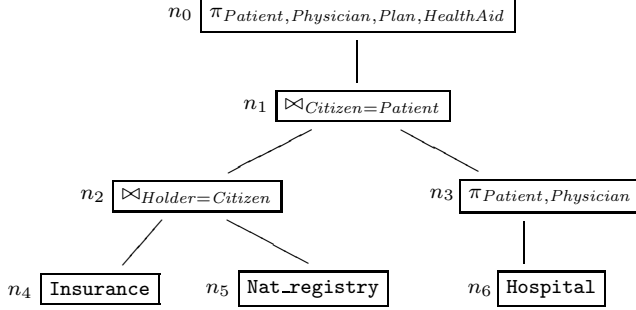 n0 πPatient,Physician,Plan,HealthAid
n1 ⋈Citizen=Patient
n2 ⋈Holder=Citizen n3 πPatient,Physician
n4 Insurance n5 Nat_registry n6 Hospital